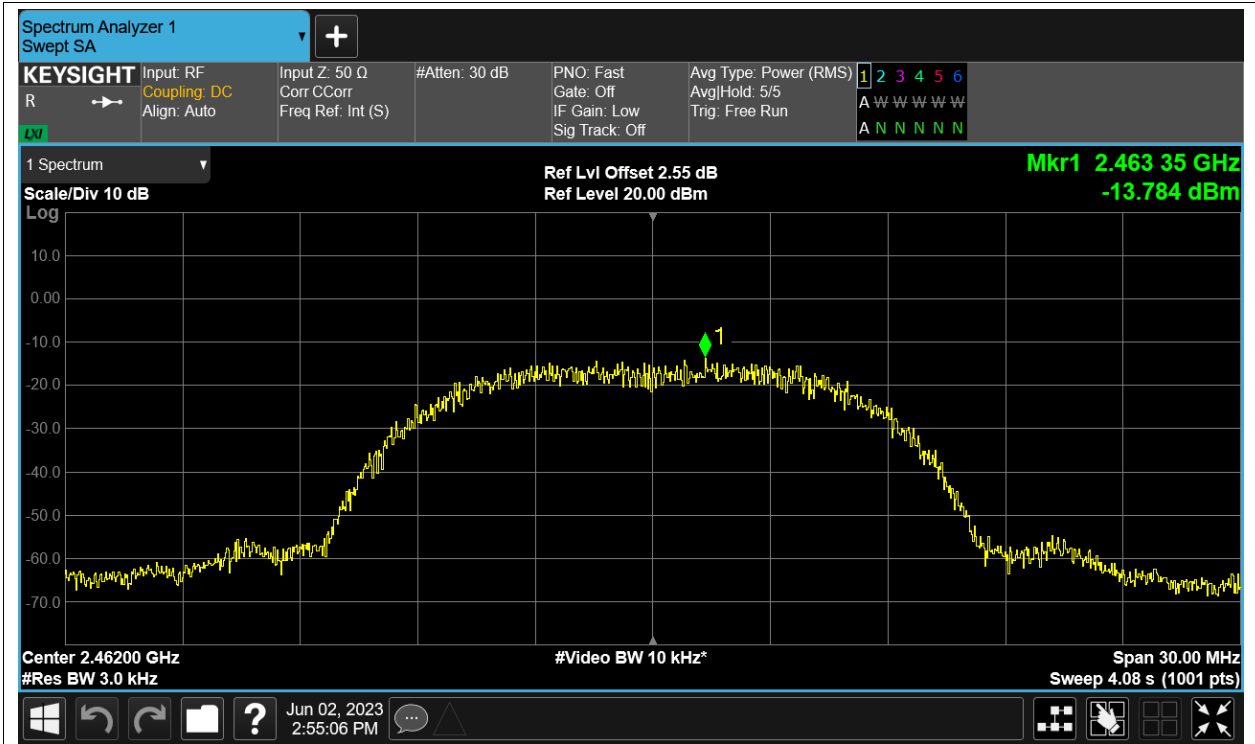 Spectrum Analyzer 1
Swept SA
KEYSIGHT
R
LXI
Input: RF
Coupling: DC
Align: Auto
Input Z: 50 Ω
Corr CCorr
Freq Ref: Int (S)
#Atten: 30 dB
PNO: Fast
Gate: Off
IF Gain: Low
Sig Track: Off
Avg Type: Power (RMS)
Avg|Hold: 5/5
Trig: Free Run
1 2 3 4 5 6
A W W W W W
A N N N N N
1 Spectrum
Scale/Div 10 dB
Log
Ref Lvl Offset 2.55 dB
Ref Level 20.00 dBm
Mkr1 2.463 35 GHz
-13.784 dBm
10.0
0.00
-10.0
-20.0
-30.0
-40.0
-50.0
-60.0
-70.0
1
Center 2.46200 GHz
#Res BW 3.0 kHz
#Video BW 10 kHz*
Span 30.00 MHz
Sweep 4.08 s (1001 pts)
?
Jun 02, 2023
2:55:06 PM